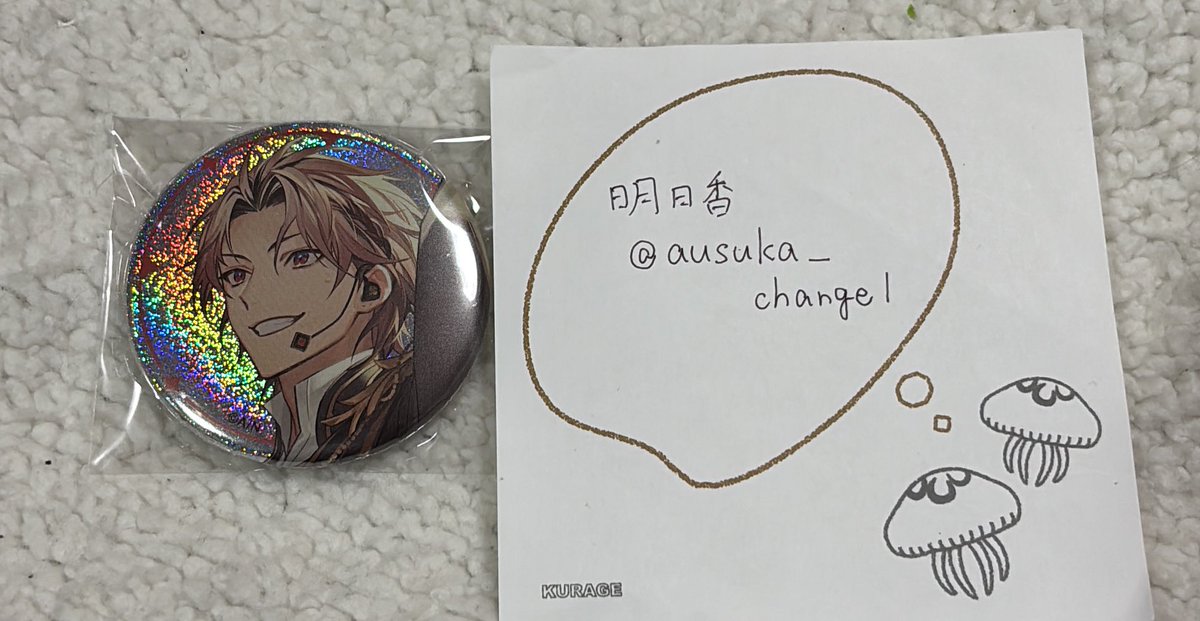 明日香
@ausuka_
change1
KURAGE